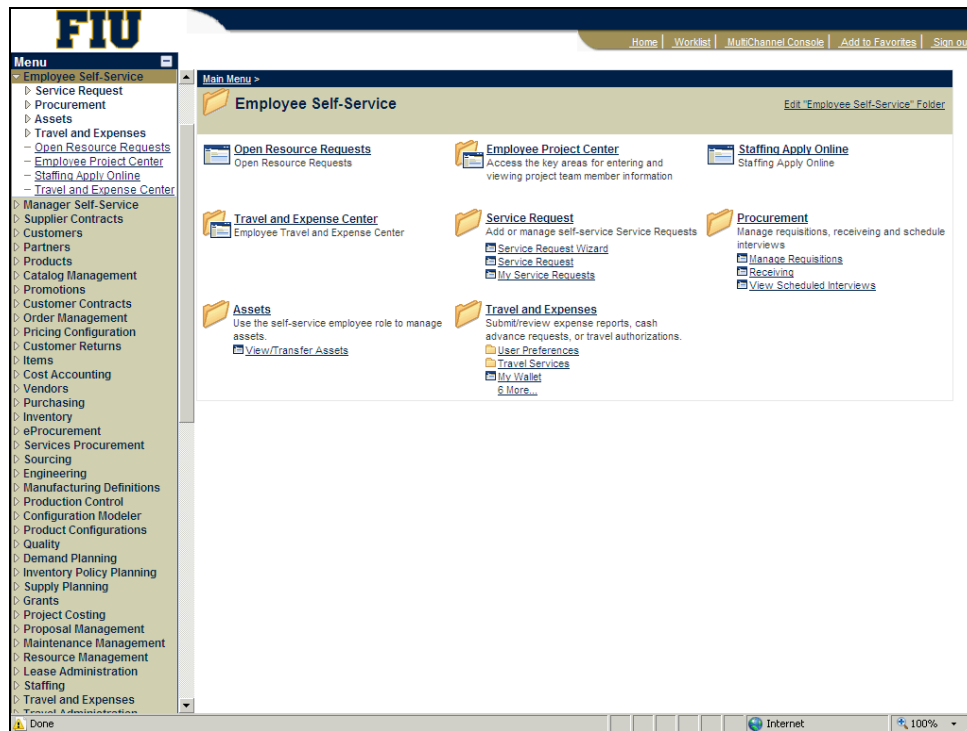 FIU
Home | Worklist | MultiChannel Console | Add to Favorites | Sign ou
Menu
Employee Self-Service
Service Request
Procurement
Assets
Travel and Expenses
Open Resource Requests
Employee Project Center
Staffing Apply Online
Travel and Expense Center
Manager Self-Service
Supplier Contracts
Customers
Partners
Products
Catalog Management
Promotions
Customer Contracts
Order Management
Pricing Configuration
Customer Returns
Items
Cost Accounting
Vendors
Purchasing
Inventory
eProcurement
Services Procurement
Sourcing
Engineering
Manufacturing Definitions
Production Control
Configuration Modeler
Product Configurations
Quality
Demand Planning
Inventory Policy Planning
Supply Planning
Grants
Project Costing
Proposal Management
Maintenance Management
Resource Management
Lease Administration
Staffing
Travel and Expenses
Travel Administration
Main Menu >
Employee Self-Service
Edit "Employee Self-Service" Folder
Open Resource Requests
Open Resource Requests
Employee Project Center
Access the key areas for entering and
viewing project team member information
Staffing Apply Online
Staffing Apply Online
Travel and Expense Center
Employee Travel and Expense Center
Service Request
Add or manage self-service Service Requests
Service Request Wizard
Service Request
My Service Requests
Procurement
Manage requisitions, receiveing and schedule
interviews
Manage Requisitions
Receiving
View Scheduled Interviews
Assets
Use the self-service employee role to manage
assets.
View/Transfer Assets
Travel and Expenses
Submit/review expense reports, cash
advance requests, or travel authorizations.
User Preferences
Travel Services
My Wallet
6 More...
Done
Internet
100%